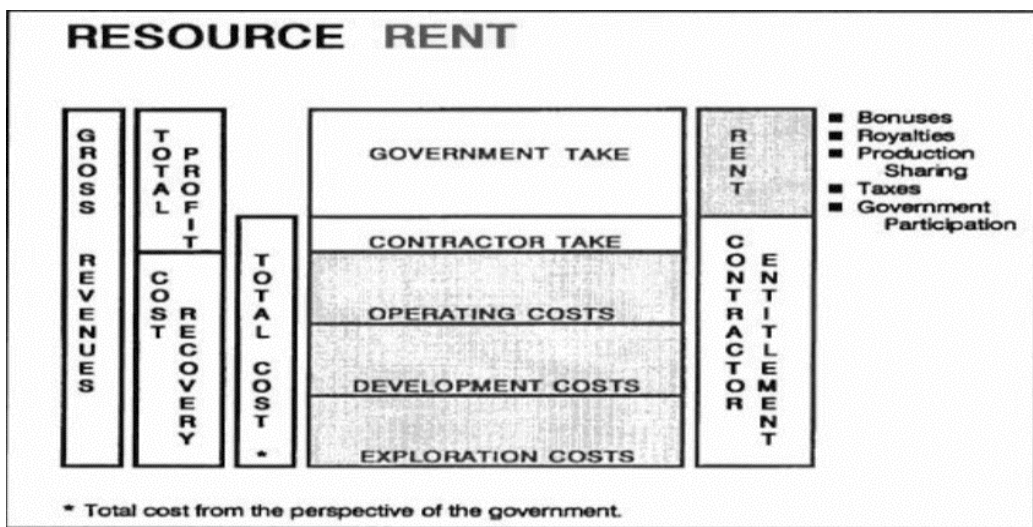 RESOURCE RENT
GROSS REVENUES
TOTAL PROFIT
COST RECOVERY
TOTAL COST *
GOVERNMENT TAKE
CONTRACTOR TAKE
OPERATING COSTS
DEVELOPMENT COSTS
EXPLORATION COSTS
RENT
CONTRACTOR ENTITLEMENT
■ Bonuses
■ Royalties
■ Production
Sharing
■ Taxes
■ Government
Participation
* Total cost from the perspective of the government.